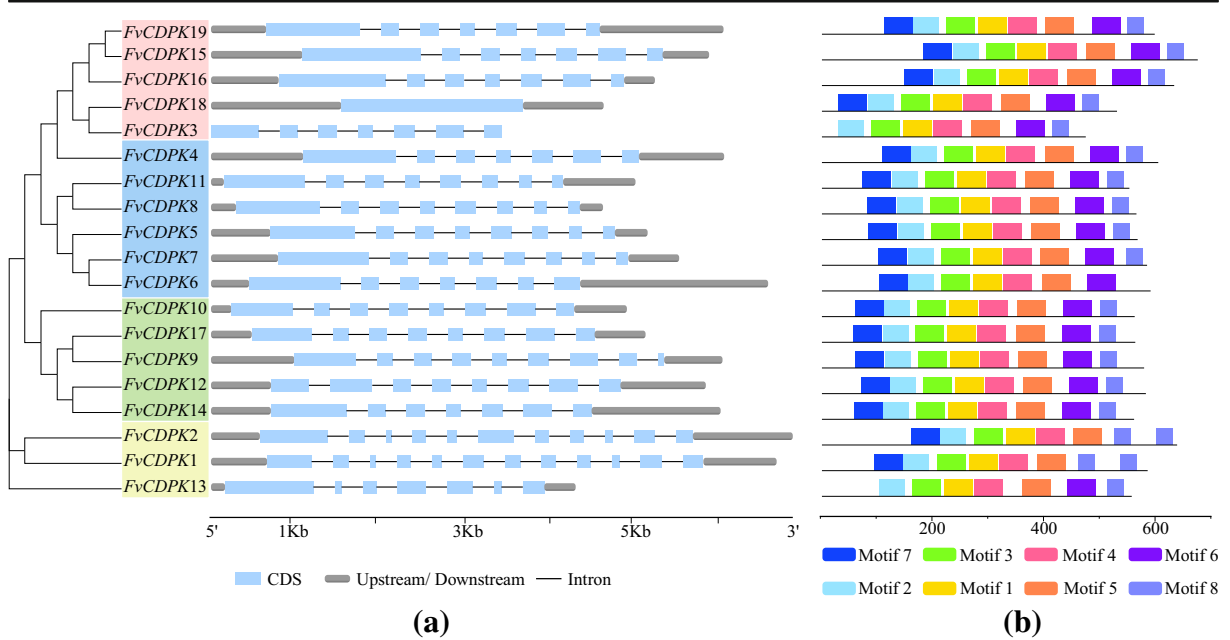 FvCDPK19
FvCDPK15
FvCDPK16
FvCDPK18
FvCDPK3
FvCDPK4
FvCDPK11
FvCDPK8
FvCDPK5
FvCDPK7
FvCDPK6
FvCDPK10
FvCDPK17
FvCDPK9
FvCDPK12
FvCDPK14
FvCDPK2
FvCDPK1
FvCDPK13
5' 1Kb 3Kb 5Kb 3'
CDS Upstream/ Downstream Intron
(a)
200 400 600
Motif 7 Motif 3 Motif 4 Motif 6
Motif 2 Motif 1 Motif 5 Motif 8
(b)